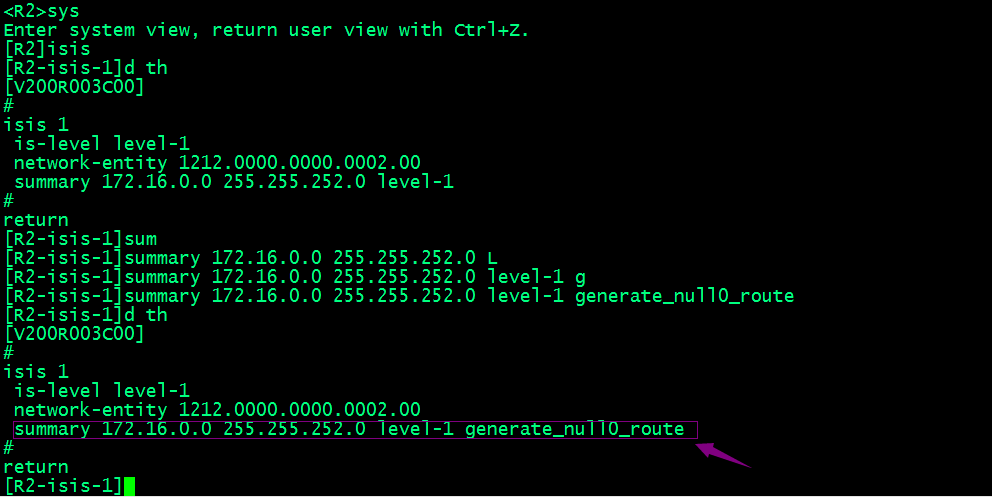 <R2>sys
Enter system view, return user view with Ctrl+Z.
[R2]isis
[R2-isis-1]d th
[V200R003C00]
#
isis 1
 is-level level-1
 network-entity 1212.0000.0000.0002.00
 summary 172.16.0.0 255.255.252.0 level-1
#
return
[R2-isis-1]sum
[R2-isis-1]summary 172.16.0.0 255.255.252.0 L
[R2-isis-1]summary 172.16.0.0 255.255.252.0 level-1 g
[R2-isis-1]summary 172.16.0.0 255.255.252.0 level-1 generate_null0_route
[R2-isis-1]d th
[V200R003C00]
#
isis 1
 is-level level-1
 network-entity 1212.0000.0000.0002.00
 summary 172.16.0.0 255.255.252.0 level-1 generate_null0_route
#
return
[R2-isis-1]